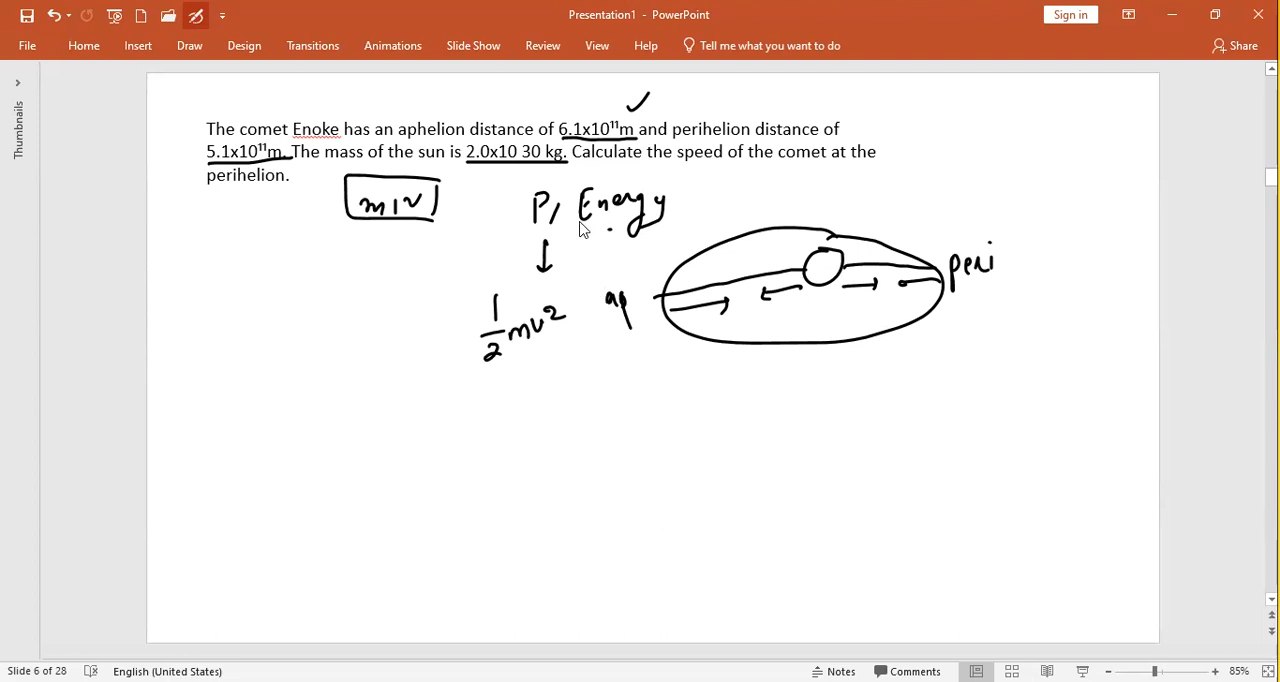 Presentation1 - PowerPoint
Sign in
File Home Insert Draw Design Transitions Animations Slide Show Review View Help Tell me what you want to do Share
Thumbnails
The comet Enoke has an aphelion distance of 6.1x10¹¹m and perihelion distance of
5.1x10¹¹m. The mass of the sun is 2.0x10 30 kg. Calculate the speed of the comet at the
perihelion.
P, Energy
peri
ap
1/2 mv²
Slide 6 of 28 English (United States) Notes Comments 85%